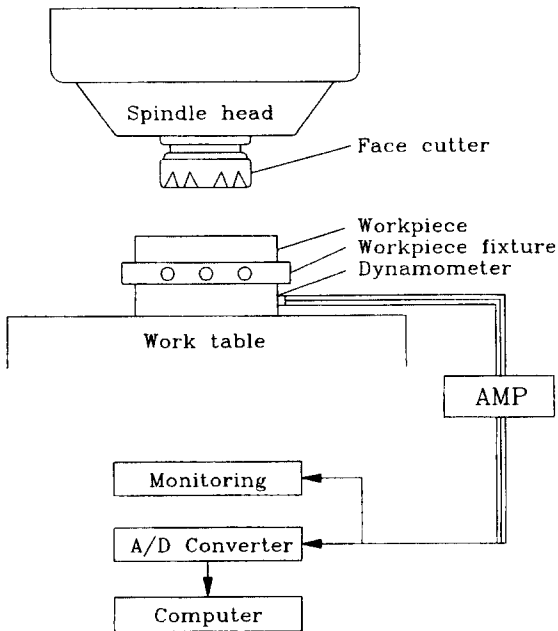 Spindle head
Face cutter
Workpiece
Workpiece fixture
Dynamometer
Work table
AMP
Monitoring
A/D Converter
Computer